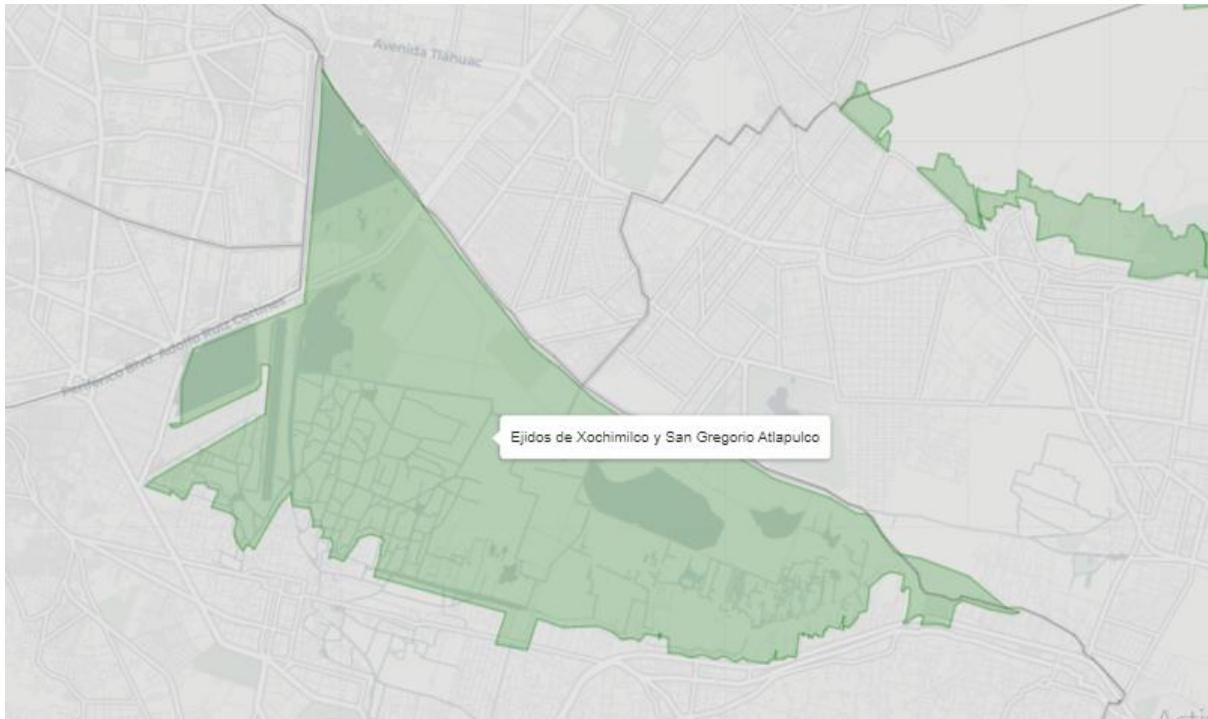 Avenida Tláhuac
Periférico Blvd. Adolfo Ruiz Cortines
Ejidos de Xochimilco y San Gregorio Atlapulco